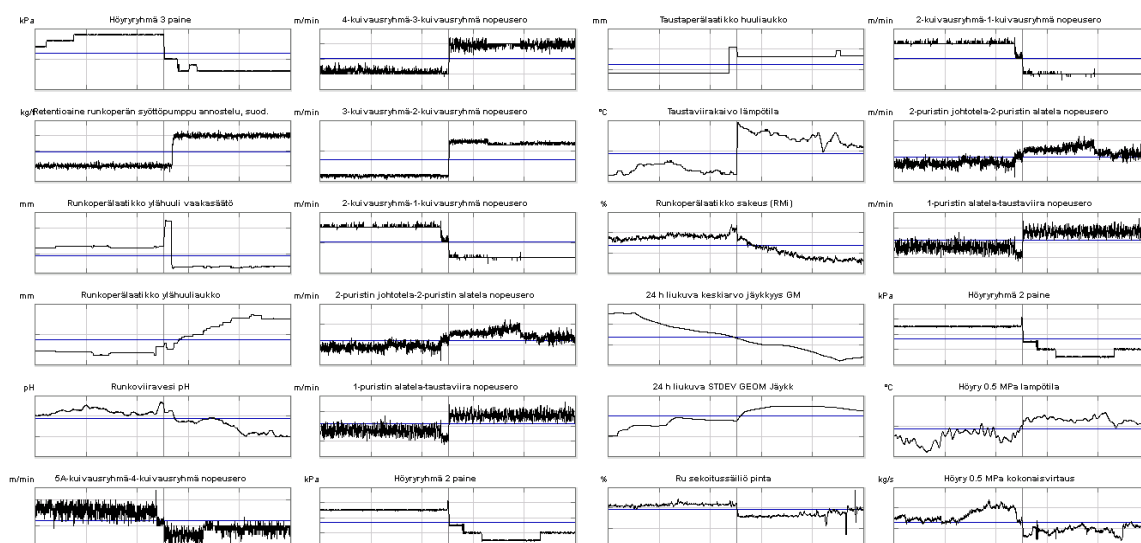 kPa Höyryryhmä 3 paine
m/min 4-kuivausryhmä-3-kuivausryhmä nopeusero
mm Taustaperälaatikko huuliaukko
m/min 2-kuivausryhmä-1-kuivausryhmä nopeusero
kg/ Retentioaine runkoperän syöttöpumppu annostelu, suod.
m/min 3-kuivausryhmä-2-kuivausryhmä nopeusero
°C Taustaviirakaivo lämpötila
m/min 2-puristin johtotela-2-puristin alatela nopeusero
mm Runkoperälaatikko ylähuuli vaakasäätö
m/min 2-kuivausryhmä-1-kuivausryhmä nopeusero
% Runkoperälaatikko sakeus (RMi)
m/min 1-puristin alatela-taustaviira nopeusero
mm Runkoperälaatikko ylähuuliaukko
m/min 2-puristin johtotela-2-puristin alatela nopeusero
24 h liukuva keskiarvo jäykkyys GM
kPa Höyryryhmä 2 paine
pH Runkoviiravesi pH
m/min 1-puristin alatela-taustaviira nopeusero
24 h liukuva STDEV GEOM Jäykk
°C Höyry 0.5 MPa lampötila
m/min 5A-kuivausryhmä-4-kuivausryhmä nopeusero
kPa Höyryryhmä 2 paine
% Ru sekoitussäiliö pinta
kg/s Höyry 0.5 MPa kokonaisvirtaus